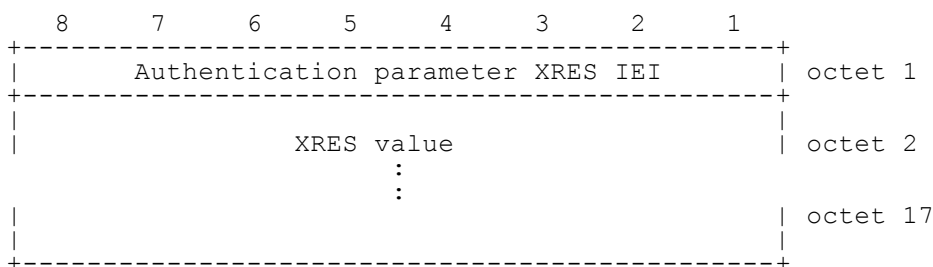 8 7 6 5 4 3 2 1
+-----------------------------------------------+
| Authentication parameter XRES IEI | octet 1
+-----------------------------------------------+
| |
| XRES value | octet 2
:
:
| | octet 17
| |
+-----------------------------------------------+